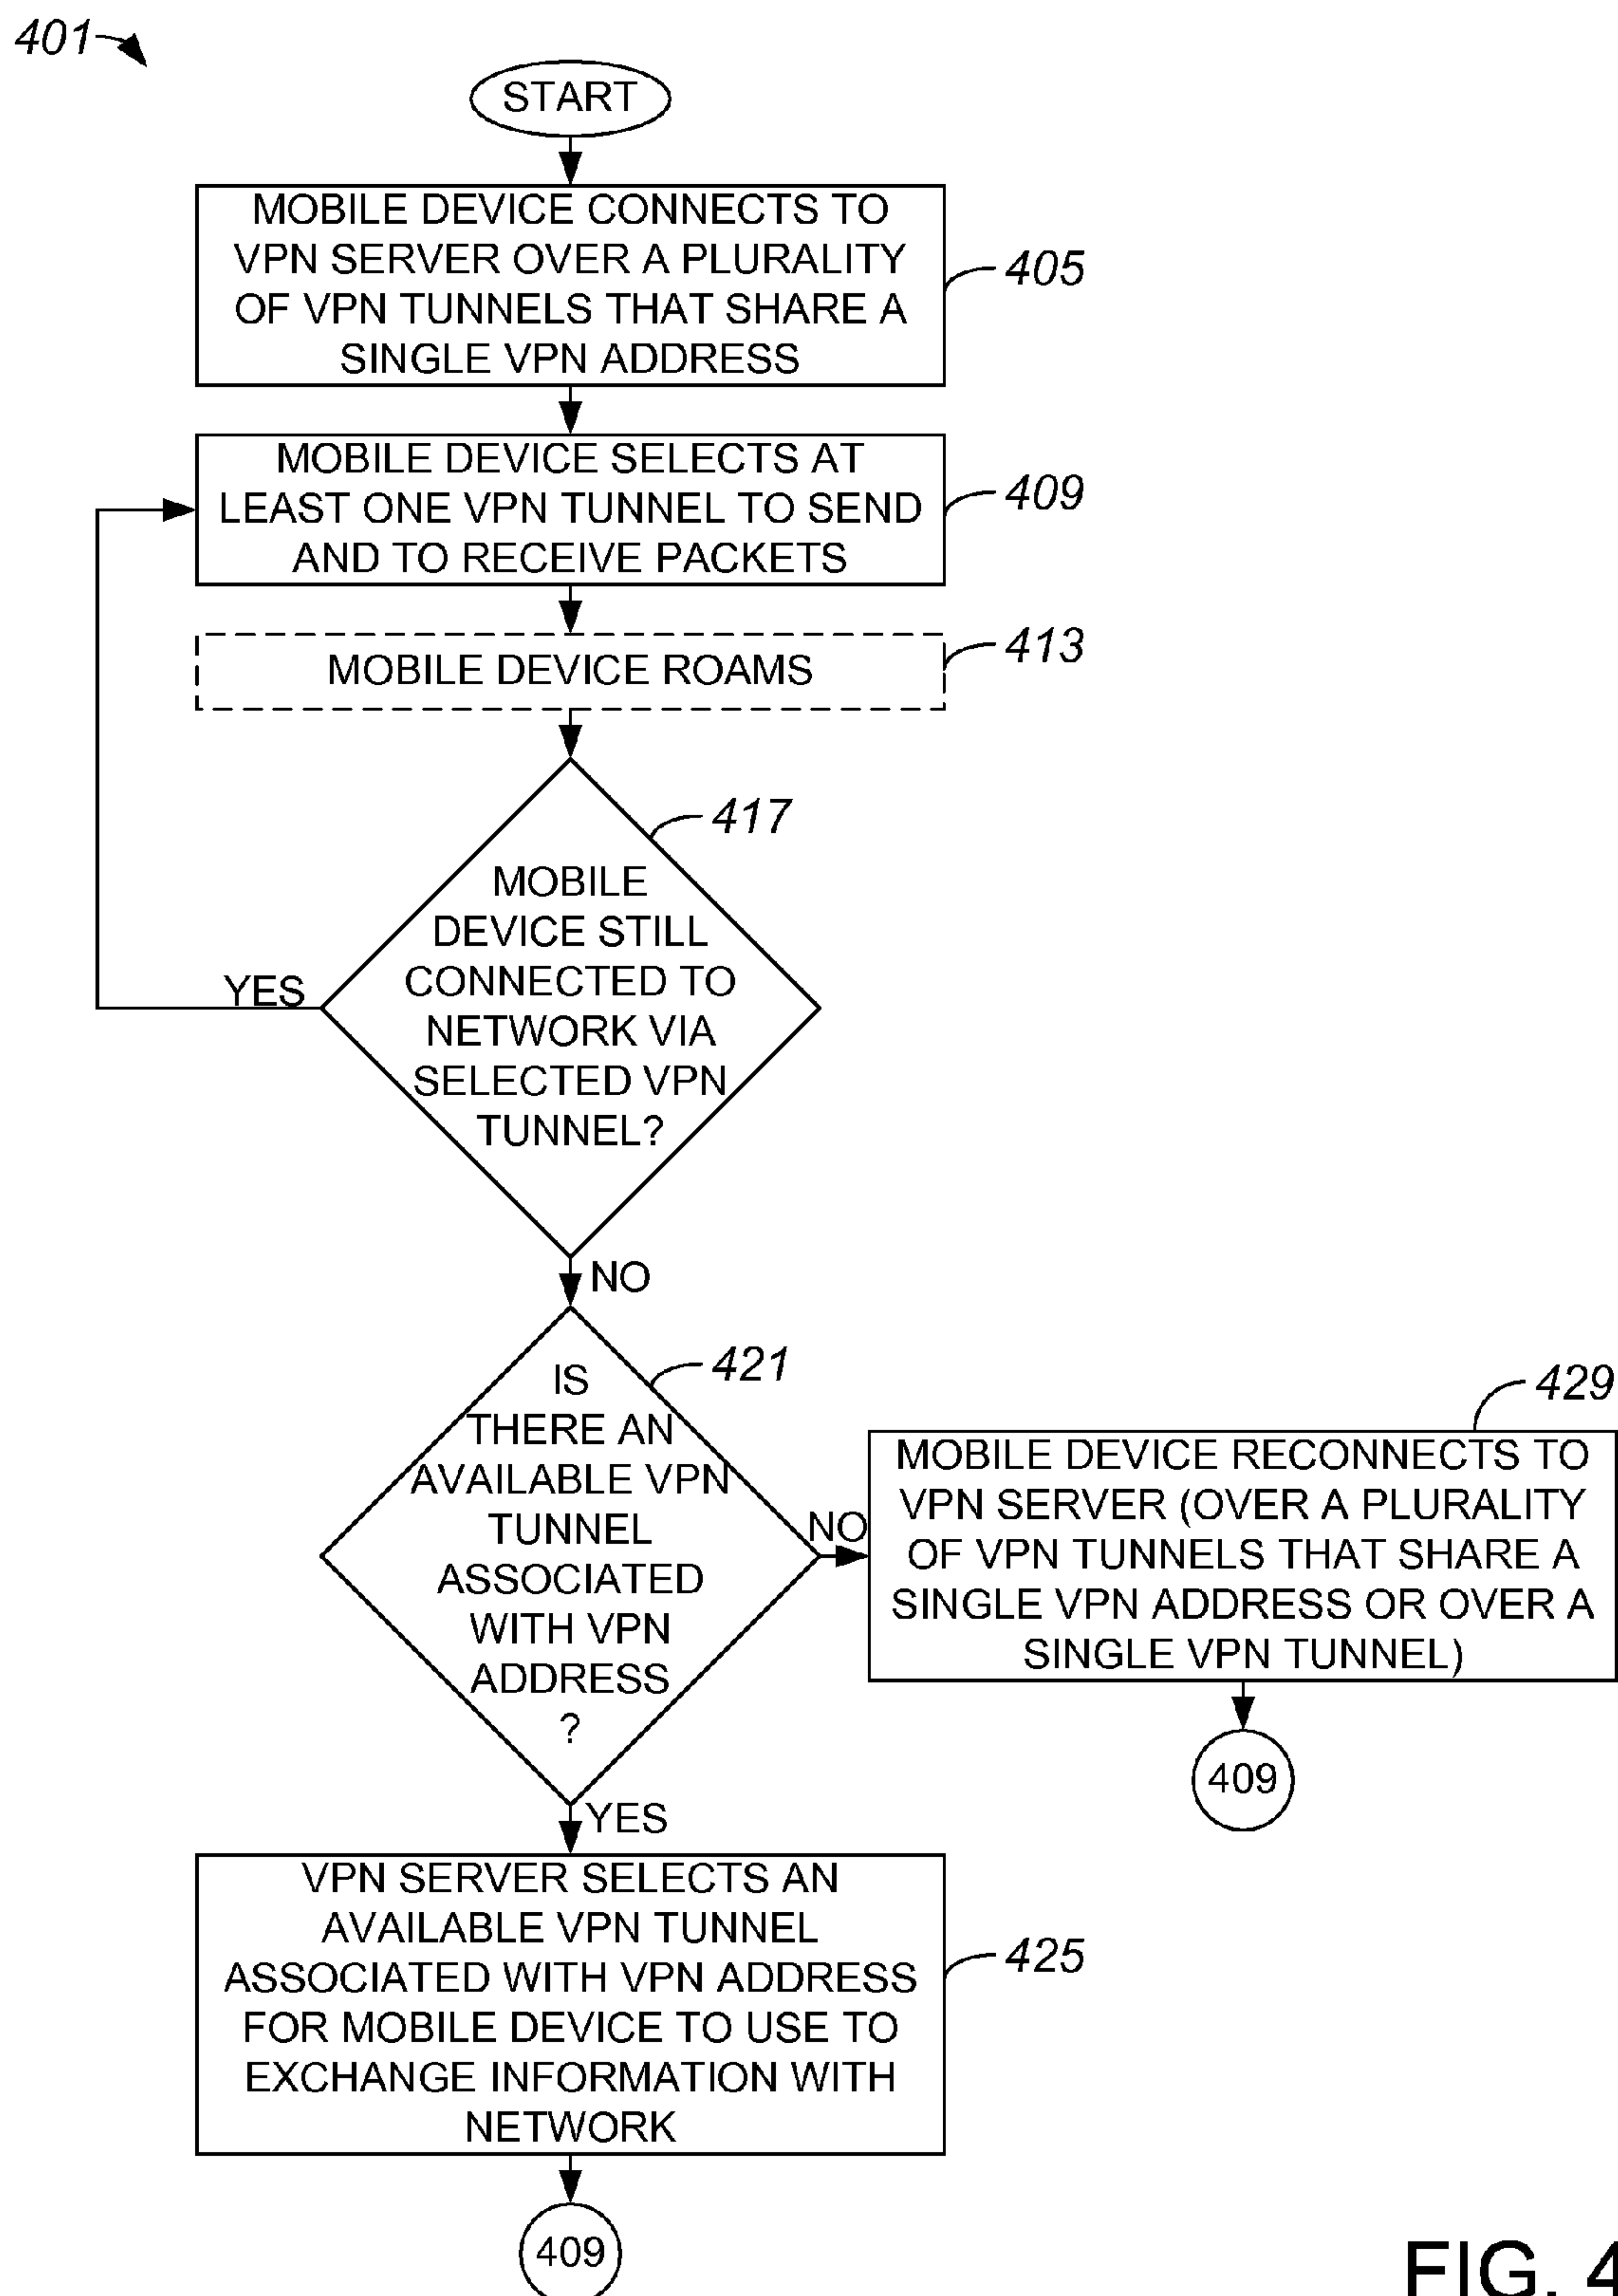 401
START
MOBILE DEVICE CONNECTS TO
VPN SERVER OVER A PLURALITY
OF VPN TUNNELS THAT SHARE A
SINGLE VPN ADDRESS
405
MOBILE DEVICE SELECTS AT
LEAST ONE VPN TUNNEL TO SEND
AND TO RECEIVE PACKETS
409
MOBILE DEVICE ROAMS
413
417
MOBILE
DEVICE STILL
CONNECTED TO
NETWORK VIA
SELECTED VPN
TUNNEL?
YES
NO
421
IS
THERE AN
AVAILABLE VPN
TUNNEL
ASSOCIATED
WITH VPN
ADDRESS
?
NO
429
MOBILE DEVICE RECONNECTS TO
VPN SERVER (OVER A PLURALITY
OF VPN TUNNELS THAT SHARE A
SINGLE VPN ADDRESS OR OVER A
SINGLE VPN TUNNEL)
409
YES
VPN SERVER SELECTS AN
AVAILABLE VPN TUNNEL
ASSOCIATED WITH VPN ADDRESS
FOR MOBILE DEVICE TO USE TO
EXCHANGE INFORMATION WITH
NETWORK
425
409
FIG. 4